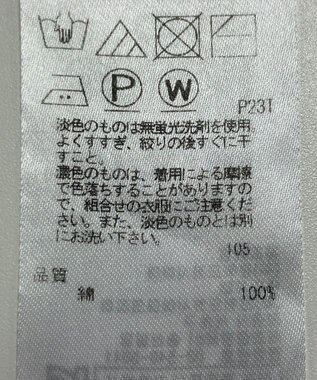 P
W
P23I
淡色のものは無蛍光洗剤を使用。
よくすすぎ、絞りの後すぐに干
すこと。
濃色のものは、着用による摩擦
で色落ちすることがありますの
で、組合せの衣服にご注意くだ
さい。また、淡色のものとは別
にお洗い下さい。
105
品質
綿 100%